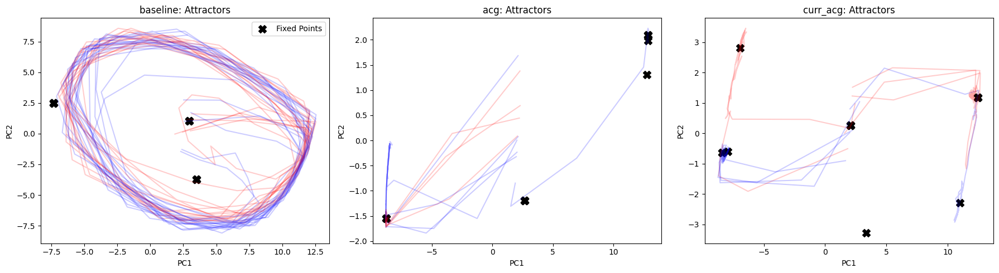 baseline: Attractors
Fixed Points
7.5
5.0
2.5
0.0
−2.5
−5.0
−7.5
PC2
−7.5 −5.0 −2.5 0.0 2.5 5.0 7.5 10.0 12.5
PC1
acg: Attractors
2.0
1.5
1.0
0.5
0.0
−0.5
−1.0
−1.5
−2.0
PC2
−5 0 5 10
PC1
curr_acg: Attractors
3
2
1
0
−1
−2
−3
PC2
−5 0 5 10
PC1